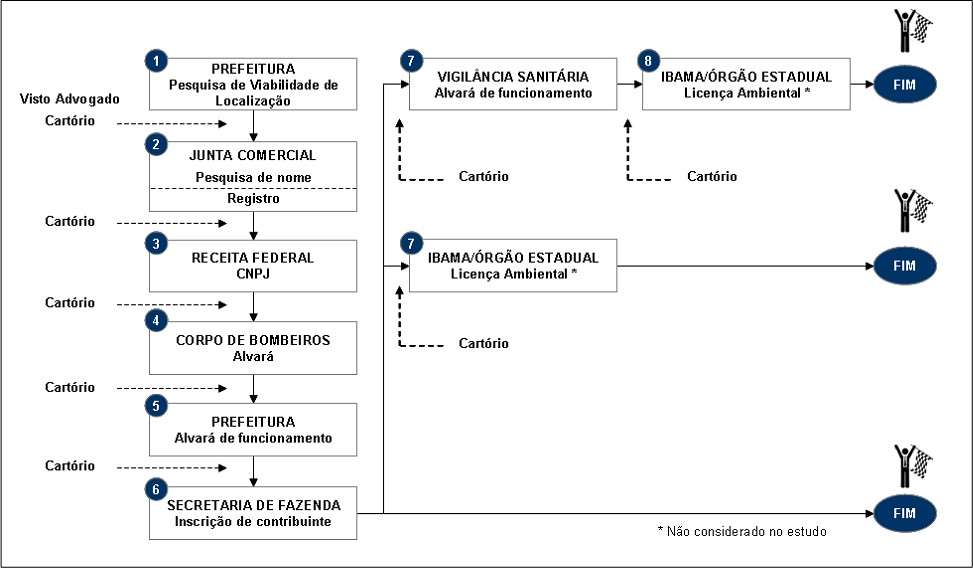 1
PREFEITURA
Pesquisa de Viabilidade de
Localização
Visto Advogado
Cartório
2
JUNTA COMERCIAL
Pesquisa de nome
Registro
Cartório
3
RECEITA FEDERAL
CNPJ
Cartório
4
CORPO DE BOMBEIROS
Alvará
Cartório
5
PREFEITURA
Alvará de funcionamento
Cartório
6
SECRETARIA DE FAZENDA
Inscrição de contribuinte
7
VIGILÂNCIA SANITÁRIA
Alvará de funcionamento
Cartório
8
IBAMA/ÓRGÃO ESTADUAL
Licença Ambiental *
Cartório
FIM
7
IBAMA/ÓRGÃO ESTADUAL
Licença Ambiental *
Cartório
FIM
FIM
* Não considerado no estudo